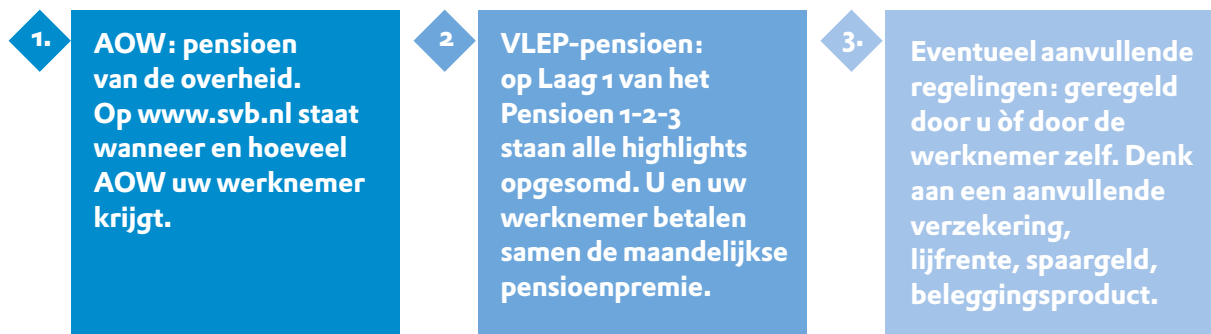 1.
AOW: pensioen
van de overheid.
Op www.svb.nl staat
wanneer en hoeveel
AOW uw werknemer
krijgt.
2
VLEP-pensioen:
op Laag 1 van het
Pensioen 1-2-3
staan alle highlights
opgesomd. U en uw
werknemer betalen
samen de maandelijkse
pensioenpremie.
3.
Eventueel aanvullende
regelingen: geregeld
door u òf door de
werknemer zelf. Denk
aan een aanvullende
verzekering,
lijfrente, spaargeld,
beleggingsproduct.